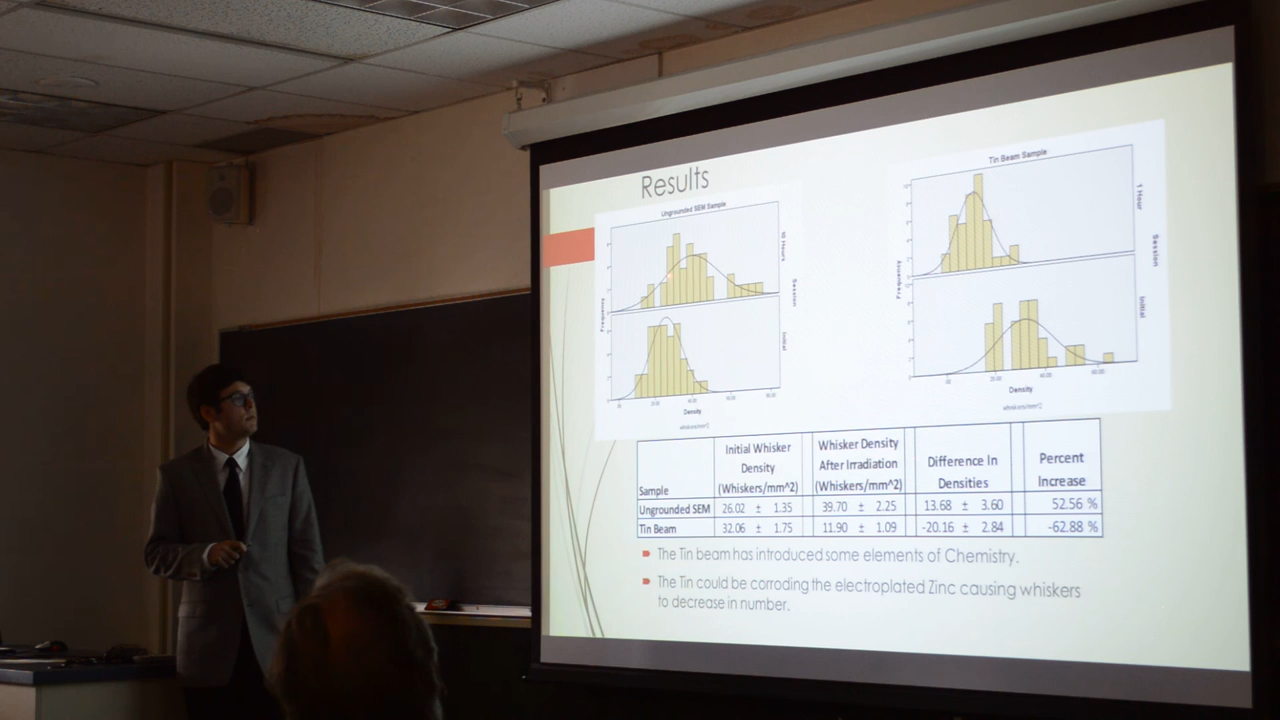 Results
Ungrounded SEM Sample
Frequency
10 Hours
Session
Initial
Density
whiskers/mm^2
Tin Beam Sample
Frequency
1 Hour
Session
Initial
Density
whiskers/mm^2
Sample
Initial Whisker
Density
(Whiskers/mm^2)
Whisker Density
After Irradiation
(Whiskers/mm^2)
Difference In
Densities
Percent
Increase
Ungrounded SEM 26.02 ± 1.35 39.70 ± 2.25 13.68 ± 3.60 52.56 %
Tin Beam 32.06 ± 1.75 11.90 ± 1.09 -20.16 ± 2.84 -62.88 %
The Tin beam has introduced some elements of Chemistry.
The Tin could be corroding the electroplated Zinc causing whiskers
to decrease in number.